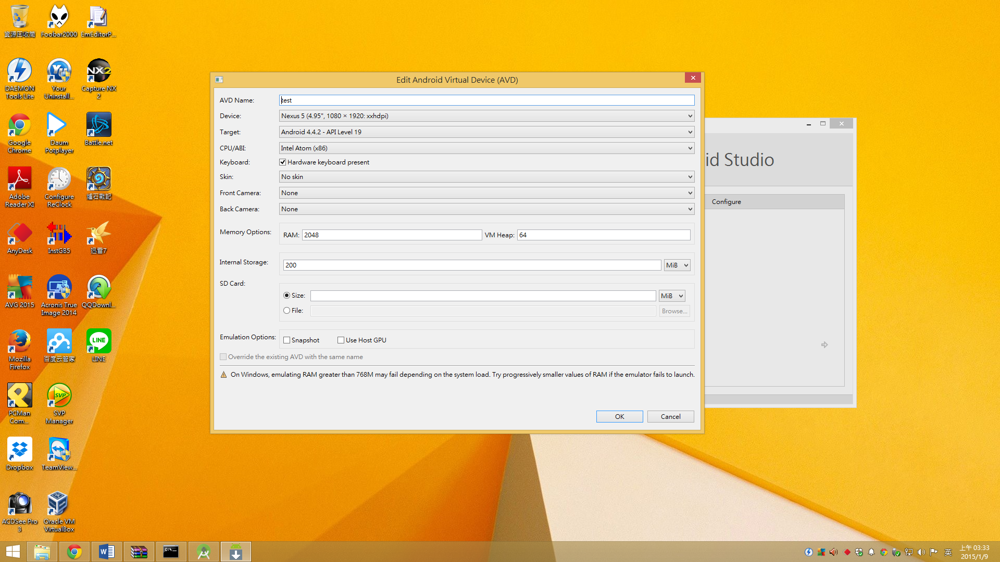 資源回收筒
Foobar2000
EmEditorP...
DAEMON
Tools Lite
Your
Uninstall...
Capture NX
2
Google
Chrome
Daum
Potplayer
Battle.net
Adobe
Reader XI
Configure
ReClock
爐石戰記
AnyDesk
InstGB5
迅雷7
AVG 2015
Acronis True
Image 2014
QQDownl...
Mozilla
Firefox
百度云管家
LINE
LINE
PCMan
Com...
SVP
SVP
Manager
Dropbox
TeamView...
ACDSee Pro
3
Oracle VM
VirtualBox
Edit Android Virtual Device (AVD)
AVD Name: test
Device: Nexus 5 (4.95", 1080 × 1920: xxhdpi)
Target: Android 4.4.2 - API Level 19
CPU/ABI: Intel Atom (x86)
Keyboard: Hardware keyboard present
Skin: No skin
Front Camera: None
Back Camera: None
Memory Options: RAM: 2048 VM Heap: 64
Internal Storage: 200 MiB
SD Card:
Size: MiB
File: Browse...
Emulation Options: Snapshot Use Host GPU
Override the existing AVD with the same name
On Windows, emulating RAM greater than 768M may fail depending on the system load. Try progressively smaller values of RAM if the emulator fails to launch.
OK Cancel
id Studio
Configure
英
上午 03:33
2015/1/9